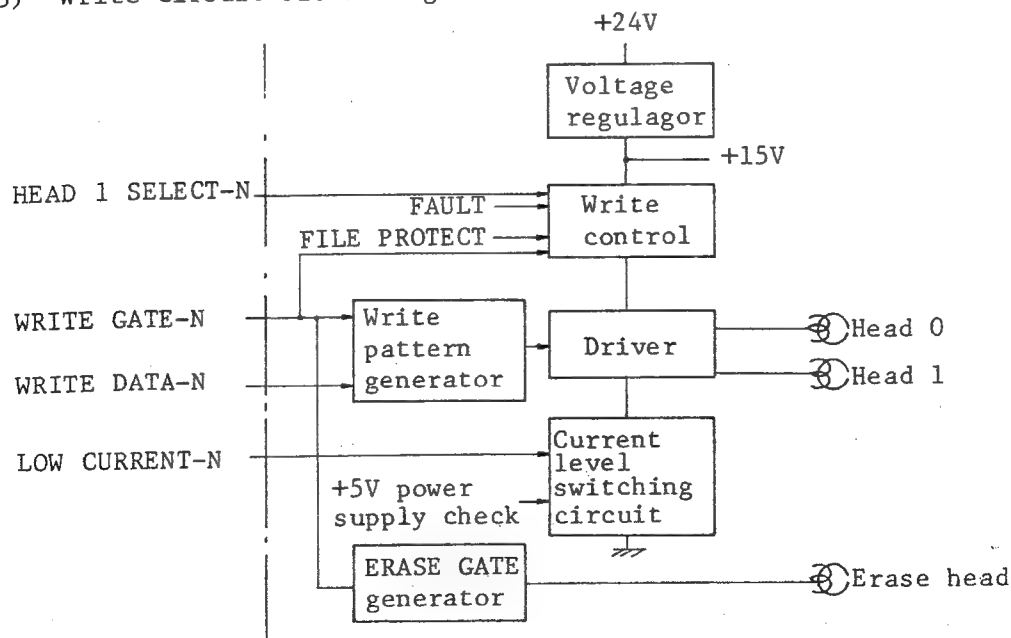 +24V
Voltage
regulagor
+15V
HEAD 1 SELECT-N
FAULT
FILE PROTECT
Write
control
WRITE GATE-N
WRITE DATA-N
Write
pattern
generator
Driver
Head 0
Head 1
LOW CURRENT-N
+5V power
supply check
Current
level
switching
circuit
ERASE GATE
generator
Erase head